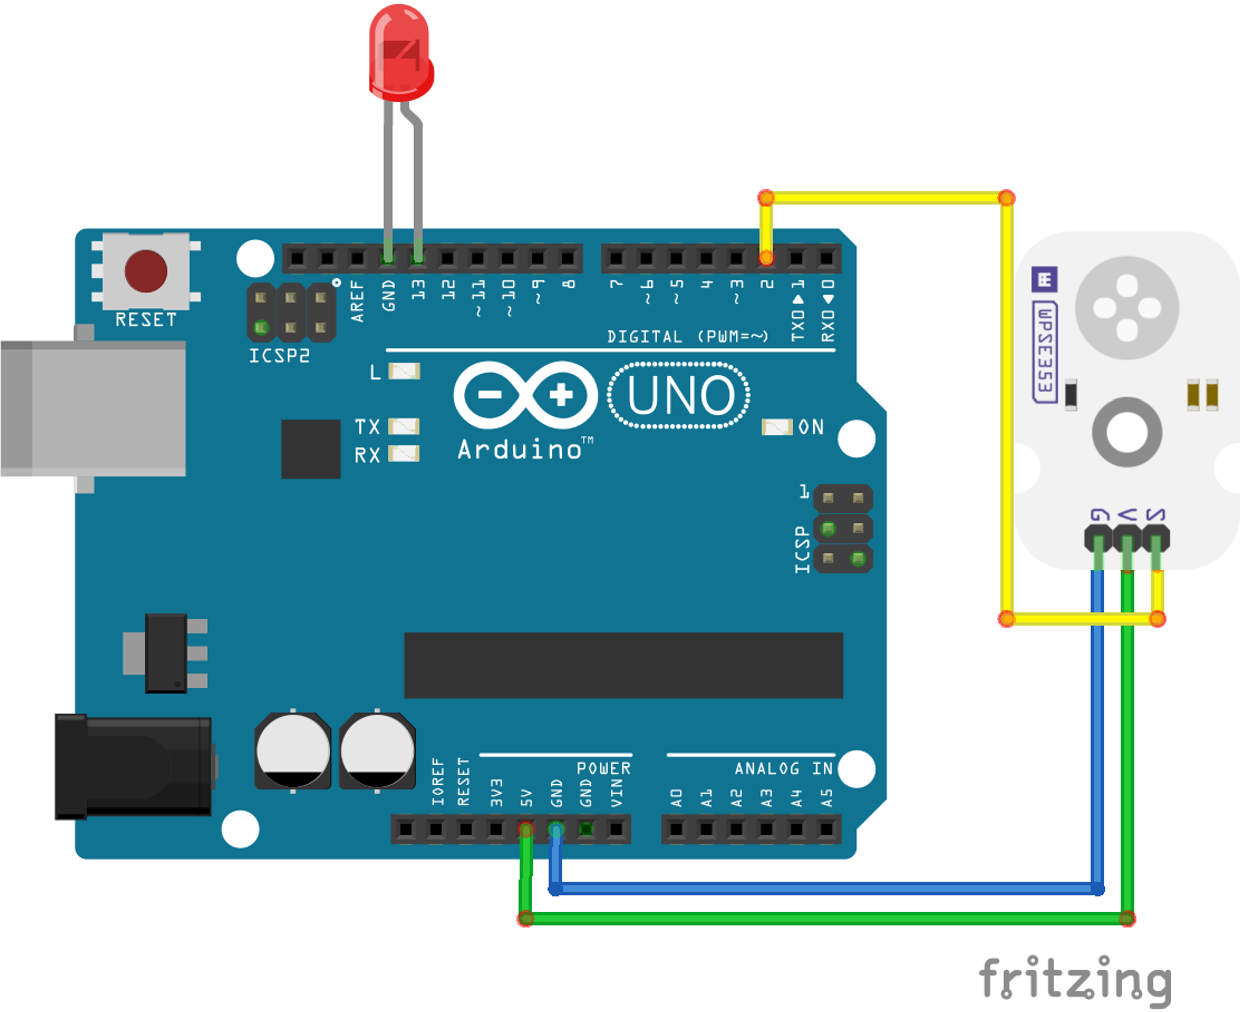 RESET
ICSP2
AREF
GND
13
12
~11
~10
~9
8
7
~6
~5
4
~3
2
TX0▶1
RX0◀0
DIGITAL (PWM=~)
L
TX
RX
UNO
Arduino™
ON
1
ICSP
WPSE353
G
V
S
IOREF
RESET
3V3
5V
GND
GND
VIN
POWER
ANALOG IN
A0
A1
A2
A3
A4
A5
fritzing